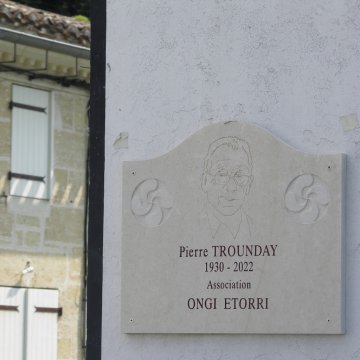 Pierre TROUNDAY
1930 - 2022
Association
ONGI ETORRI